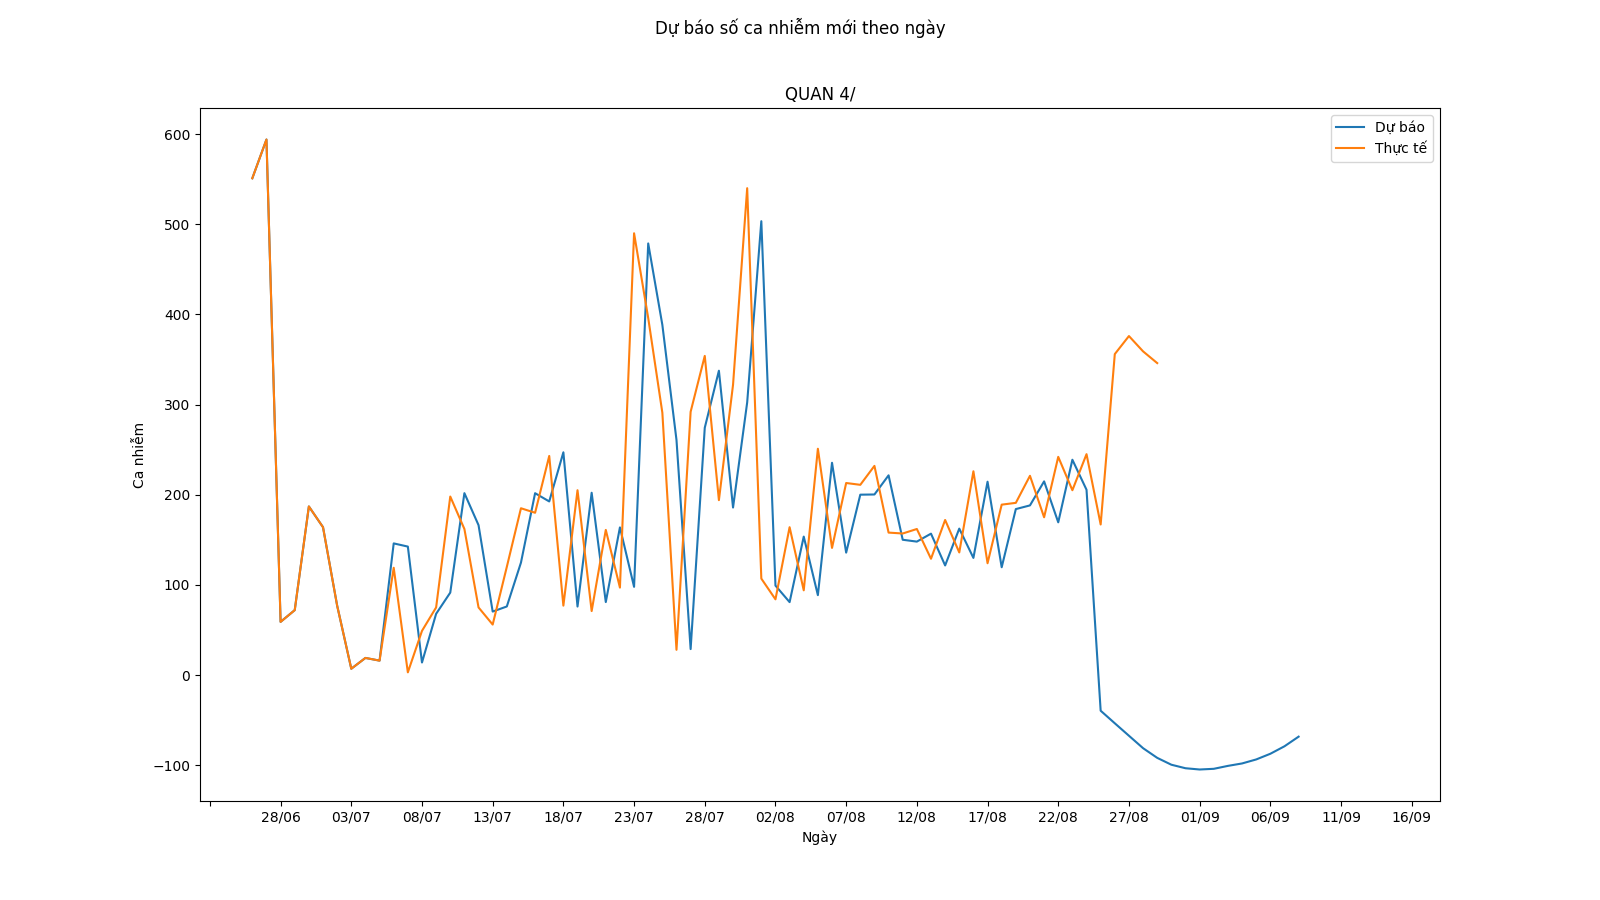 Dự báo số ca nhiễm mới theo ngày
QUAN 4/
Dự báo
Thực tế
600
500
400
300
200
100
0
−100
Ca nhiễm
28/06 03/07 08/07 13/07 18/07 23/07 28/07 02/08 07/08 12/08 17/08 22/08 27/08 01/09 06/09 11/09 16/09
Ngày